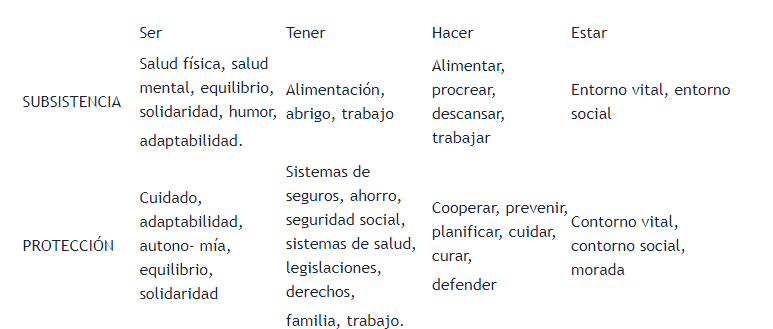 Ser Tener Hacer Estar
SUBSISTENCIA
Salud física, salud
mental, equilibrio,
solidaridad, humor,
adaptabilidad.
Alimentación,
abrigo, trabajo
Alimentar,
procrear,
descansar,
trabajar
Entorno vital, entorno
social
PROTECCIÓN
Cuidado,
adaptabilidad,
autono- mía,
equilibrio,
solidaridad
Sistemas de
seguros, ahorro,
seguridad social,
sistemas de salud,
legislaciones,
derechos,
familia, trabajo.
Cooperar, prevenir,
planificar, cuidar,
curar,
defender
Contorno vital,
contorno social,
morada